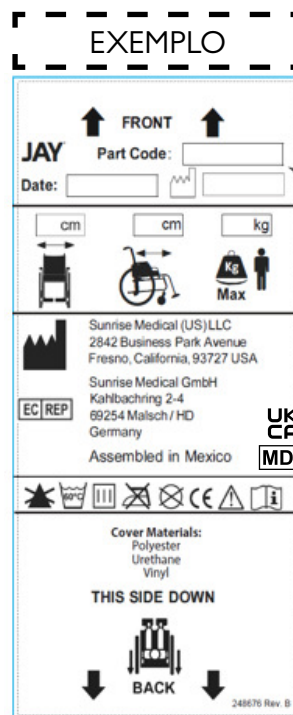 EXEMPLO
FRONT
JAY
Part Code:
Date:
cm
cm
kg
Kg
Max
Sunrise Medical (US) LLC
2842 Business Park Avenue
Fresno, California, 93727 USA
Sunrise Medical GmbH
Kahlbachring 2-4
EC REP
69254 Malsch / HD
Germany
UK
CA
Assembled in Mexico
MD
60°C
CE
Cover Materials:
Polyester
Urethane
Vinyl
THIS SIDE DOWN
BACK
248676 Rev. B